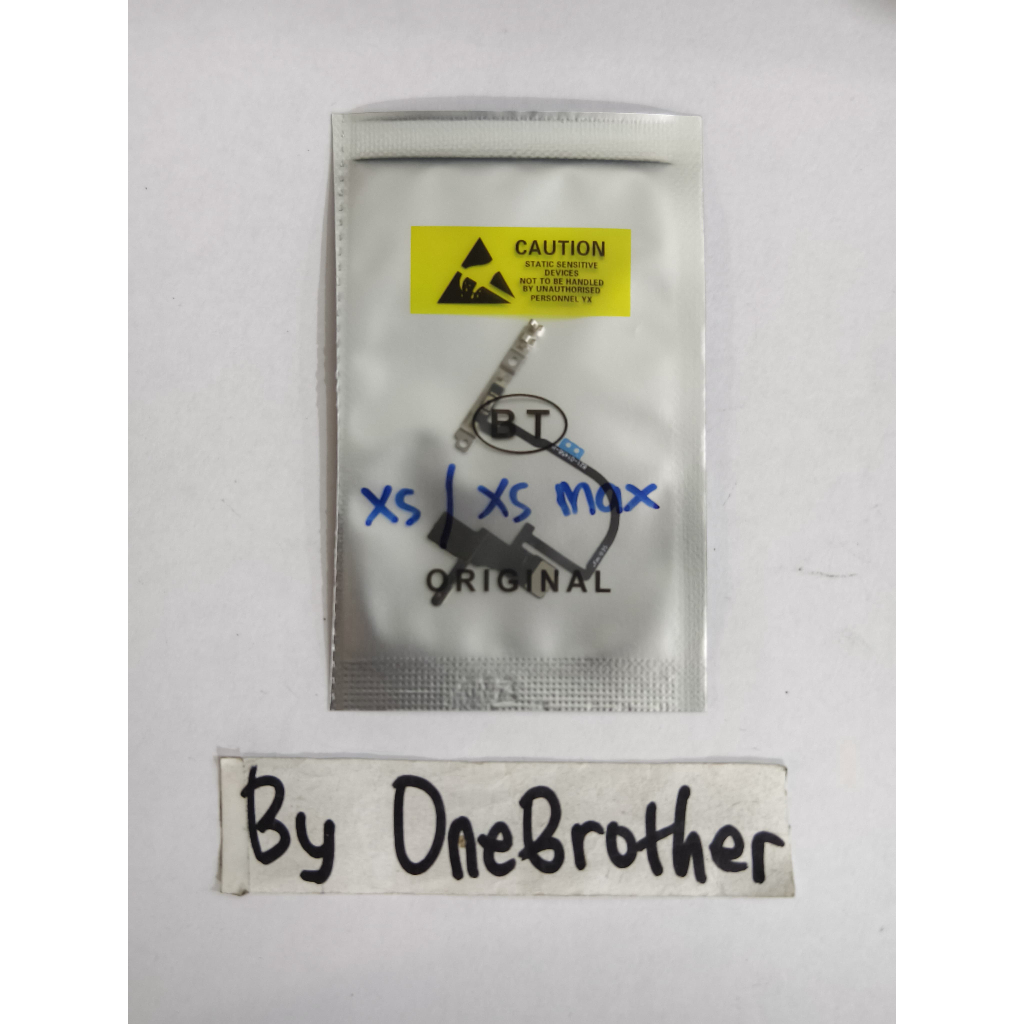 CAUTION
STATIC SENSITIVE
DEVICES
NOT TO BE HANDLED
BY UNAUTHORISED
PERSONNEL YX
BT
xs / xs max
ORIGINAL
By OneBrother